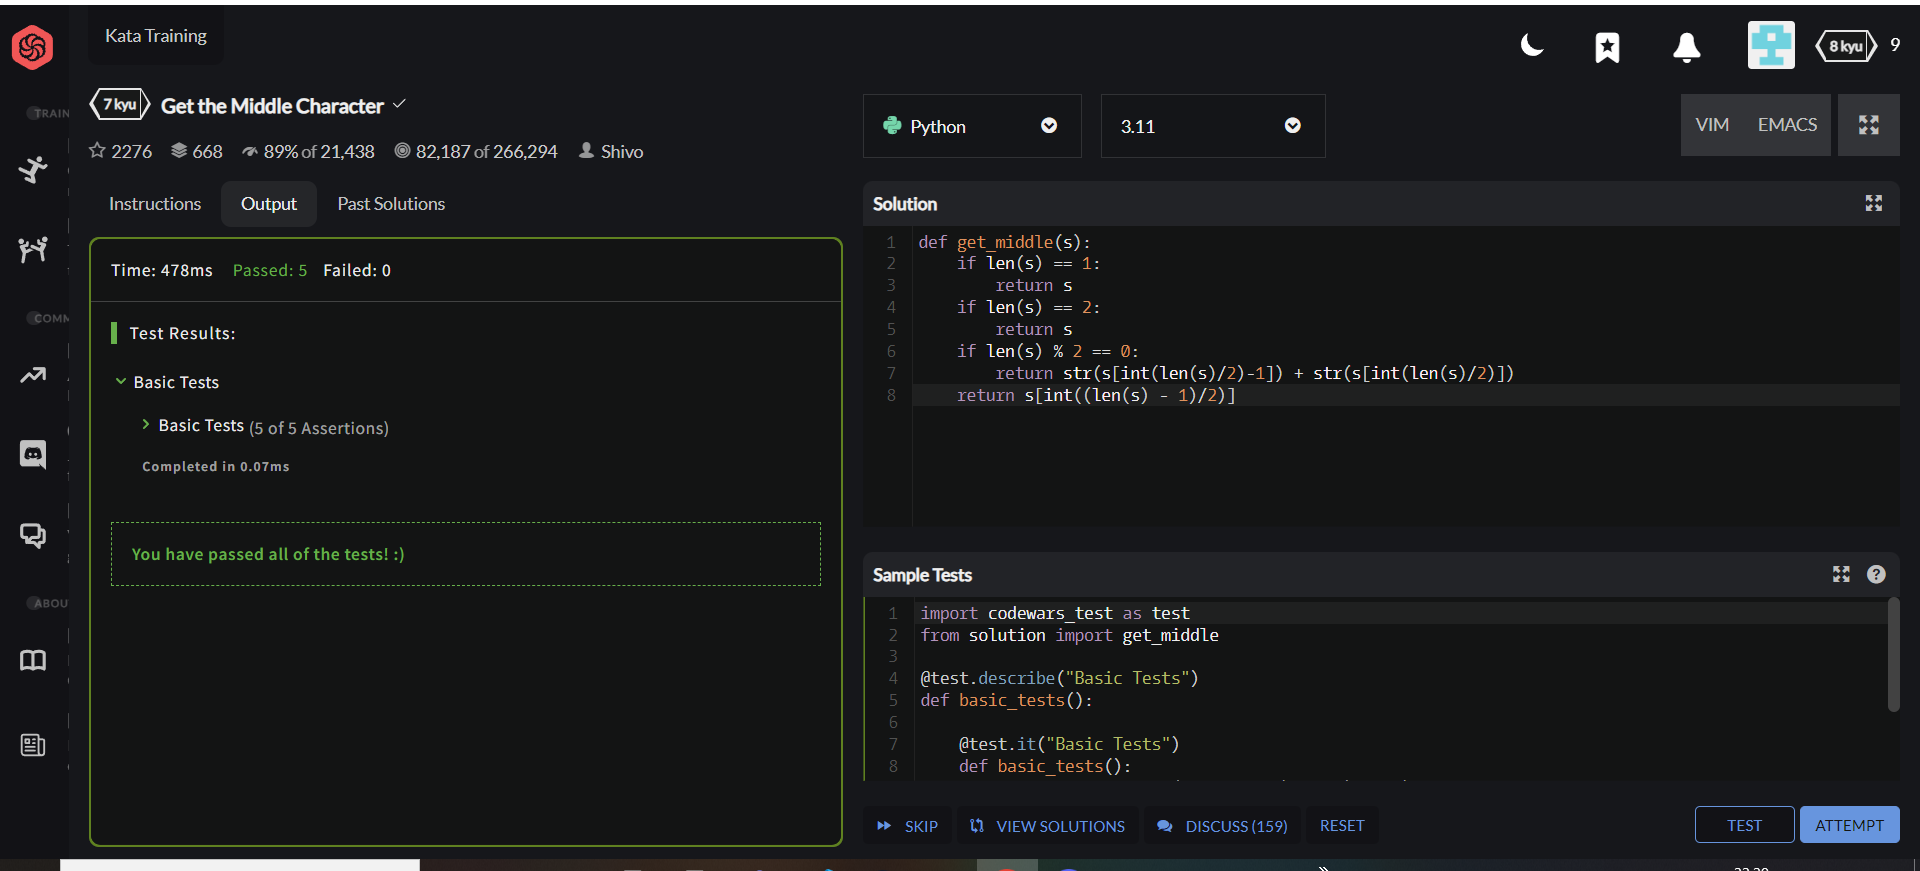 Kata Training
8 kyu 9
7 kyu Get the Middle Character
2276 668 89% of 21,438 82,187 of 266,294 Shivo
Python 3.11 VIM EMACS
TRAIN
COMM
ABOU
Instructions Output Past Solutions
Time: 478ms Passed: 5 Failed: 0
Test Results:
Basic Tests
Basic Tests (5 of 5 Assertions)
Completed in 0.07ms
You have passed all of the tests! :)
Solution
1 def get_middle(s):
2     if len(s) == 1:
3         return s
4     if len(s) == 2:
5         return s
6     if len(s) % 2 == 0:
7         return str(s[int(len(s)/2)-1]) + str(s[int(len(s)/2)])
8     return s[int((len(s) - 1)/2)]
Sample Tests
1 import codewars_test as test
2 from solution import get_middle
3
4 @test.describe("Basic Tests")
5 def basic_tests():
6
7     @test.it("Basic Tests")
8     def basic_tests():
SKIP VIEW SOLUTIONS DISCUSS (159) RESET TEST ATTEMPT